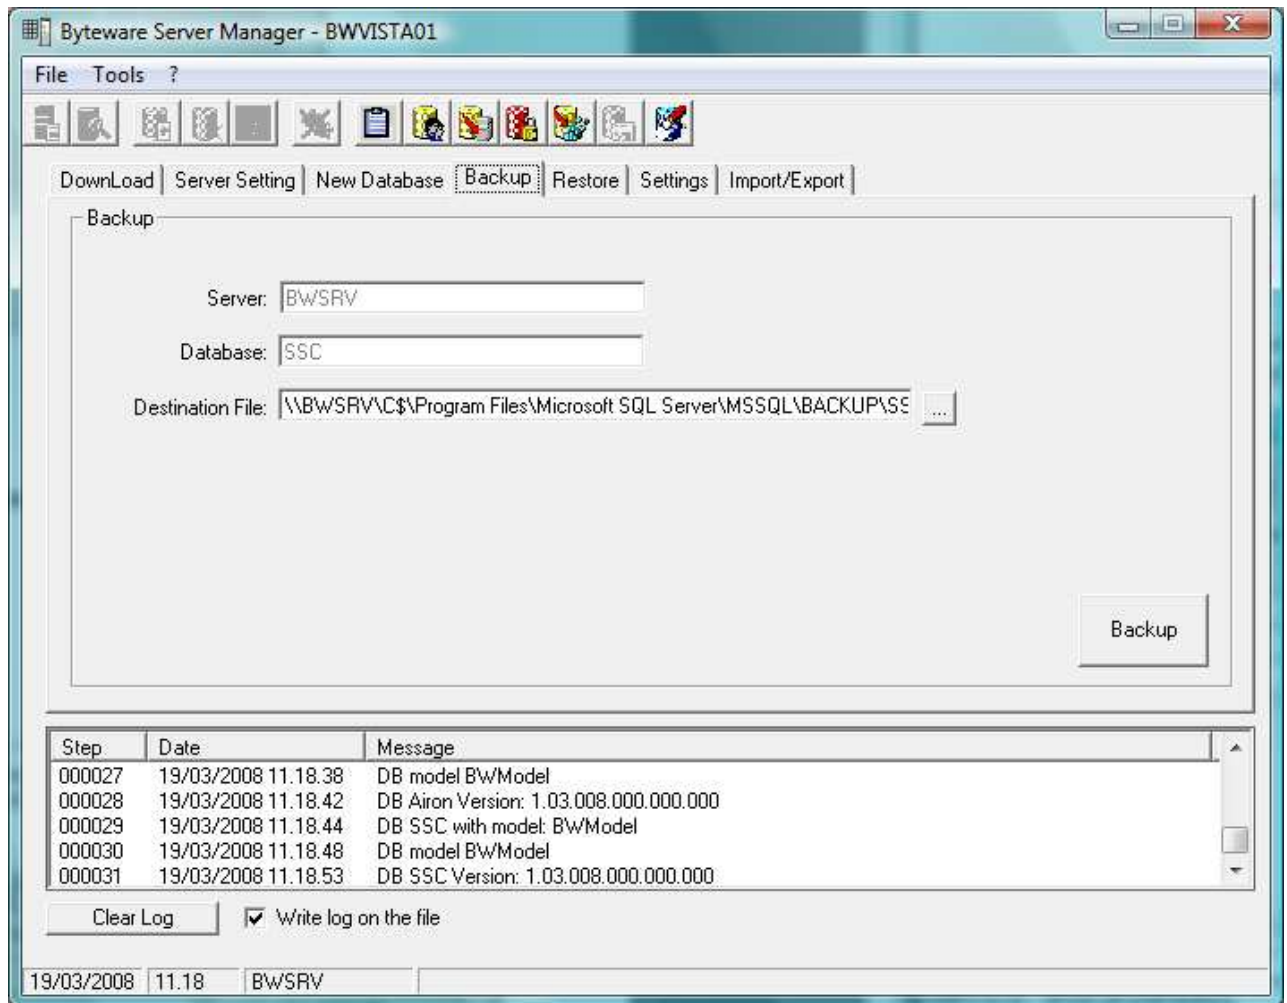 Byteware Server Manager - BWVISTA01
File Tools ?
DownLoad Server Setting New Database Backup Restore Settings Import/Export
Backup
Server: BWSRV
Database: SSC
Destination File: \\BWSRV\C$\Program Files\Microsoft SQL Server\MSSQL\BACKUP\SS ...
Backup
Step Date Message
000027 19/03/2008 11.18.38 DB model BWModel
000028 19/03/2008 11.18.42 DB Airon Version: 1.03.008.000.000.000
000029 19/03/2008 11.18.44 DB SSC with model: BWModel
000030 19/03/2008 11.18.48 DB model BWModel
000031 19/03/2008 11.18.53 DB SSC Version: 1.03.008.000.000.000
Clear Log Write log on the file
19/03/2008 11.18 BWSRV